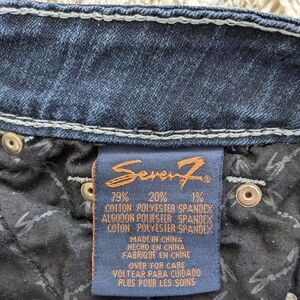 Seven7®
79% 20% 1%
COTTON POLYESTER SPANDEX
ALGODON POLIESTER SPANDEX
COTON POLYESTER SPANDEX
MADE IN CHINA
HECHO EN CHINA
FABRIQUÉ EN CHINE
OVER FOR CARE
VOLTEAR PARA CUIDADO
PLUS POUR LES SOINS